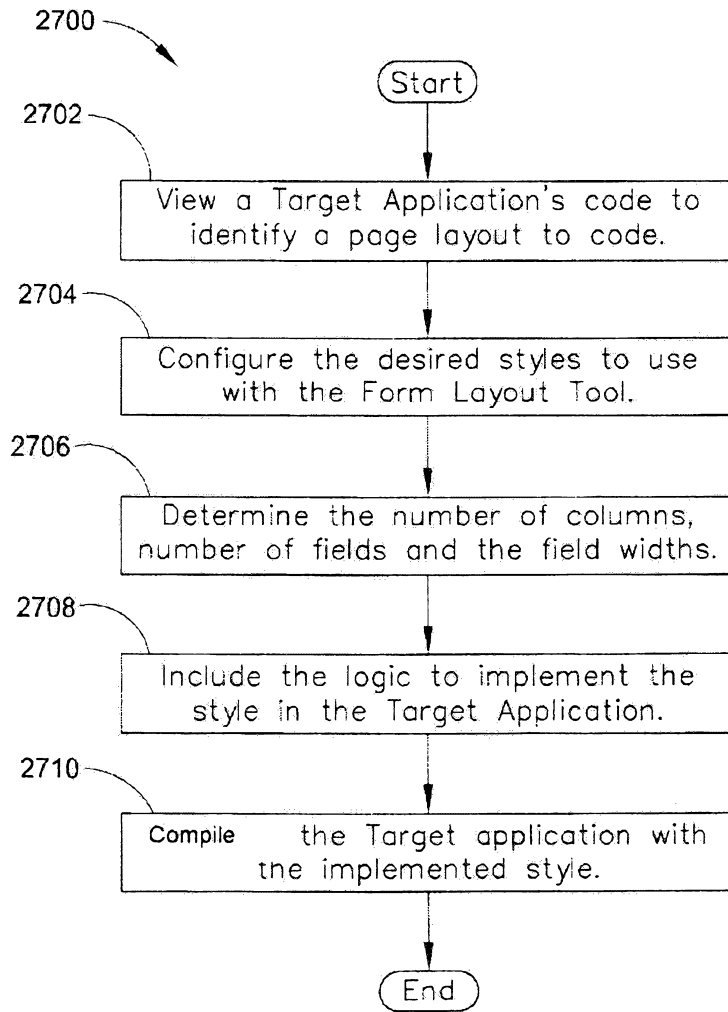 2700
Start
2702
View a Target Application's code to
identify a page layout to code.
2704
Configure the desired styles to use
with the Form Layout Tool.
2706
Determine the number of columns,
number of fields and the field widths.
2708
Include the logic to implement the
style in the Target Application.
2710
Compile the Target application with
the implemented style.
End